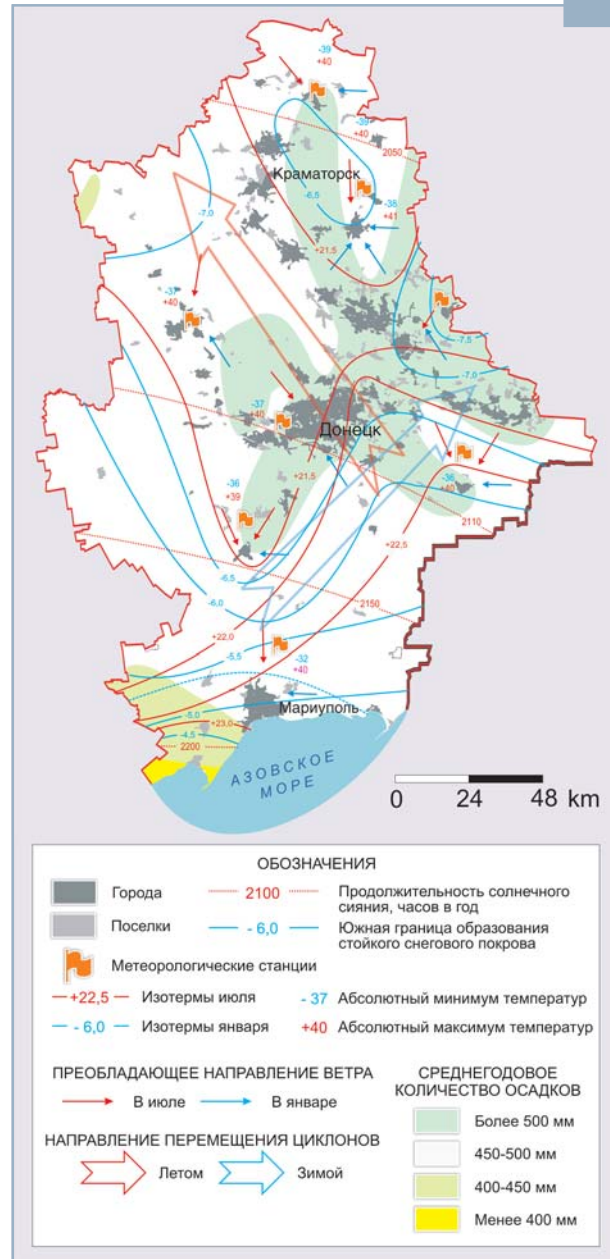 -39
+40
-39
+40
2050
Краматорск
-6,5
-38
+41
-7,0
+21,5
-37
+40
-7,5
-7,0
-37
+40
Донецк
-36
+39
+21,5
-36
+40
2110
+22,5
-6,5
2150
-6,0
+22,0
-5,5
-32
+40
Мариуполь
-5,0
+23,0
-4,5
2200
АЗОВСКОЕ
МОРЕ
0 24 48 km
ОБОЗНАЧЕНИЯ
Города
2100
Продолжительность солнечного
сияния, часов в год
Поселки
- 6,0
Южная граница образования
стойкого снегового покрова
Метеорологические станции
+22,5 Изотермы июля
- 37 Абсолютный минимум температур
- 6,0 Изотермы января
+40 Абсолютный максимум температур
ПРЕОБЛАДАЮЩЕЕ НАПРАВЛЕНИЕ ВЕТРА
В июле
В январе
НАПРАВЛЕНИЕ ПЕРЕМЕЩЕНИЯ ЦИКЛОНОВ
Летом
Зимой
СРЕДНЕГОДОВОЕ
КОЛИЧЕСТВО ОСАДКОВ
Более 500 мм
450-500 мм
400-450 мм
Менее 400 мм